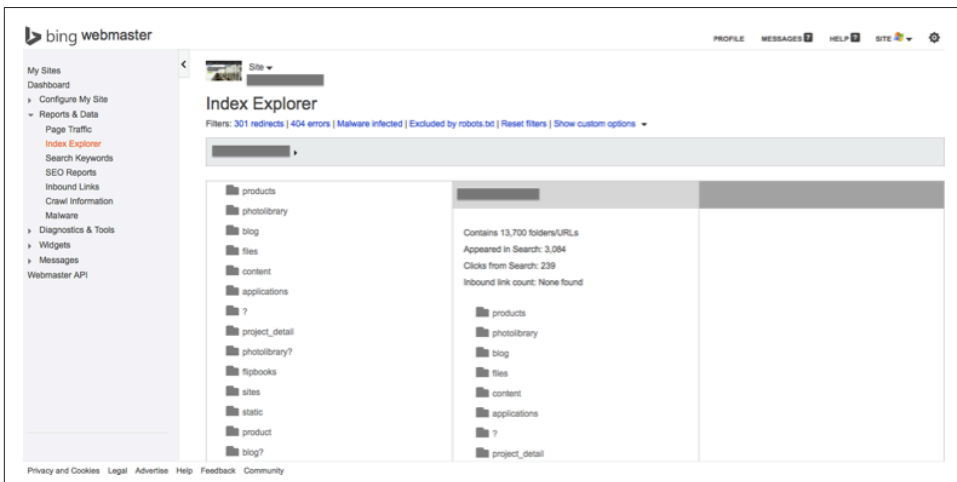 bing webmaster
PROFILE MESSAGES ? HELP ? SITE
My Sites
Dashboard
Configure My Site
Reports & Data
Page Traffic
Index Explorer
Search Keywords
SEO Reports
Inbound Links
Crawl Information
Malware
Diagnostics & Tools
Widgets
Messages
Webmaster API
Site
Index Explorer
Filters: 301 redirects | 404 errors | Malware infected | Excluded by robots.txt | Reset filters | Show custom options
products
photolibrary
blog
files
content
applications
?
project_detail
photolibrary?
flipbooks
sites
static
product
blog?
Contains 13,700 folders/URLs
Appeared in Search: 3,084
Clicks from Search: 239
Inbound link count: None found
products
photolibrary
blog
files
content
applications
?
project_detail
Privacy and Cookies Legal Advertise Help Feedback Community